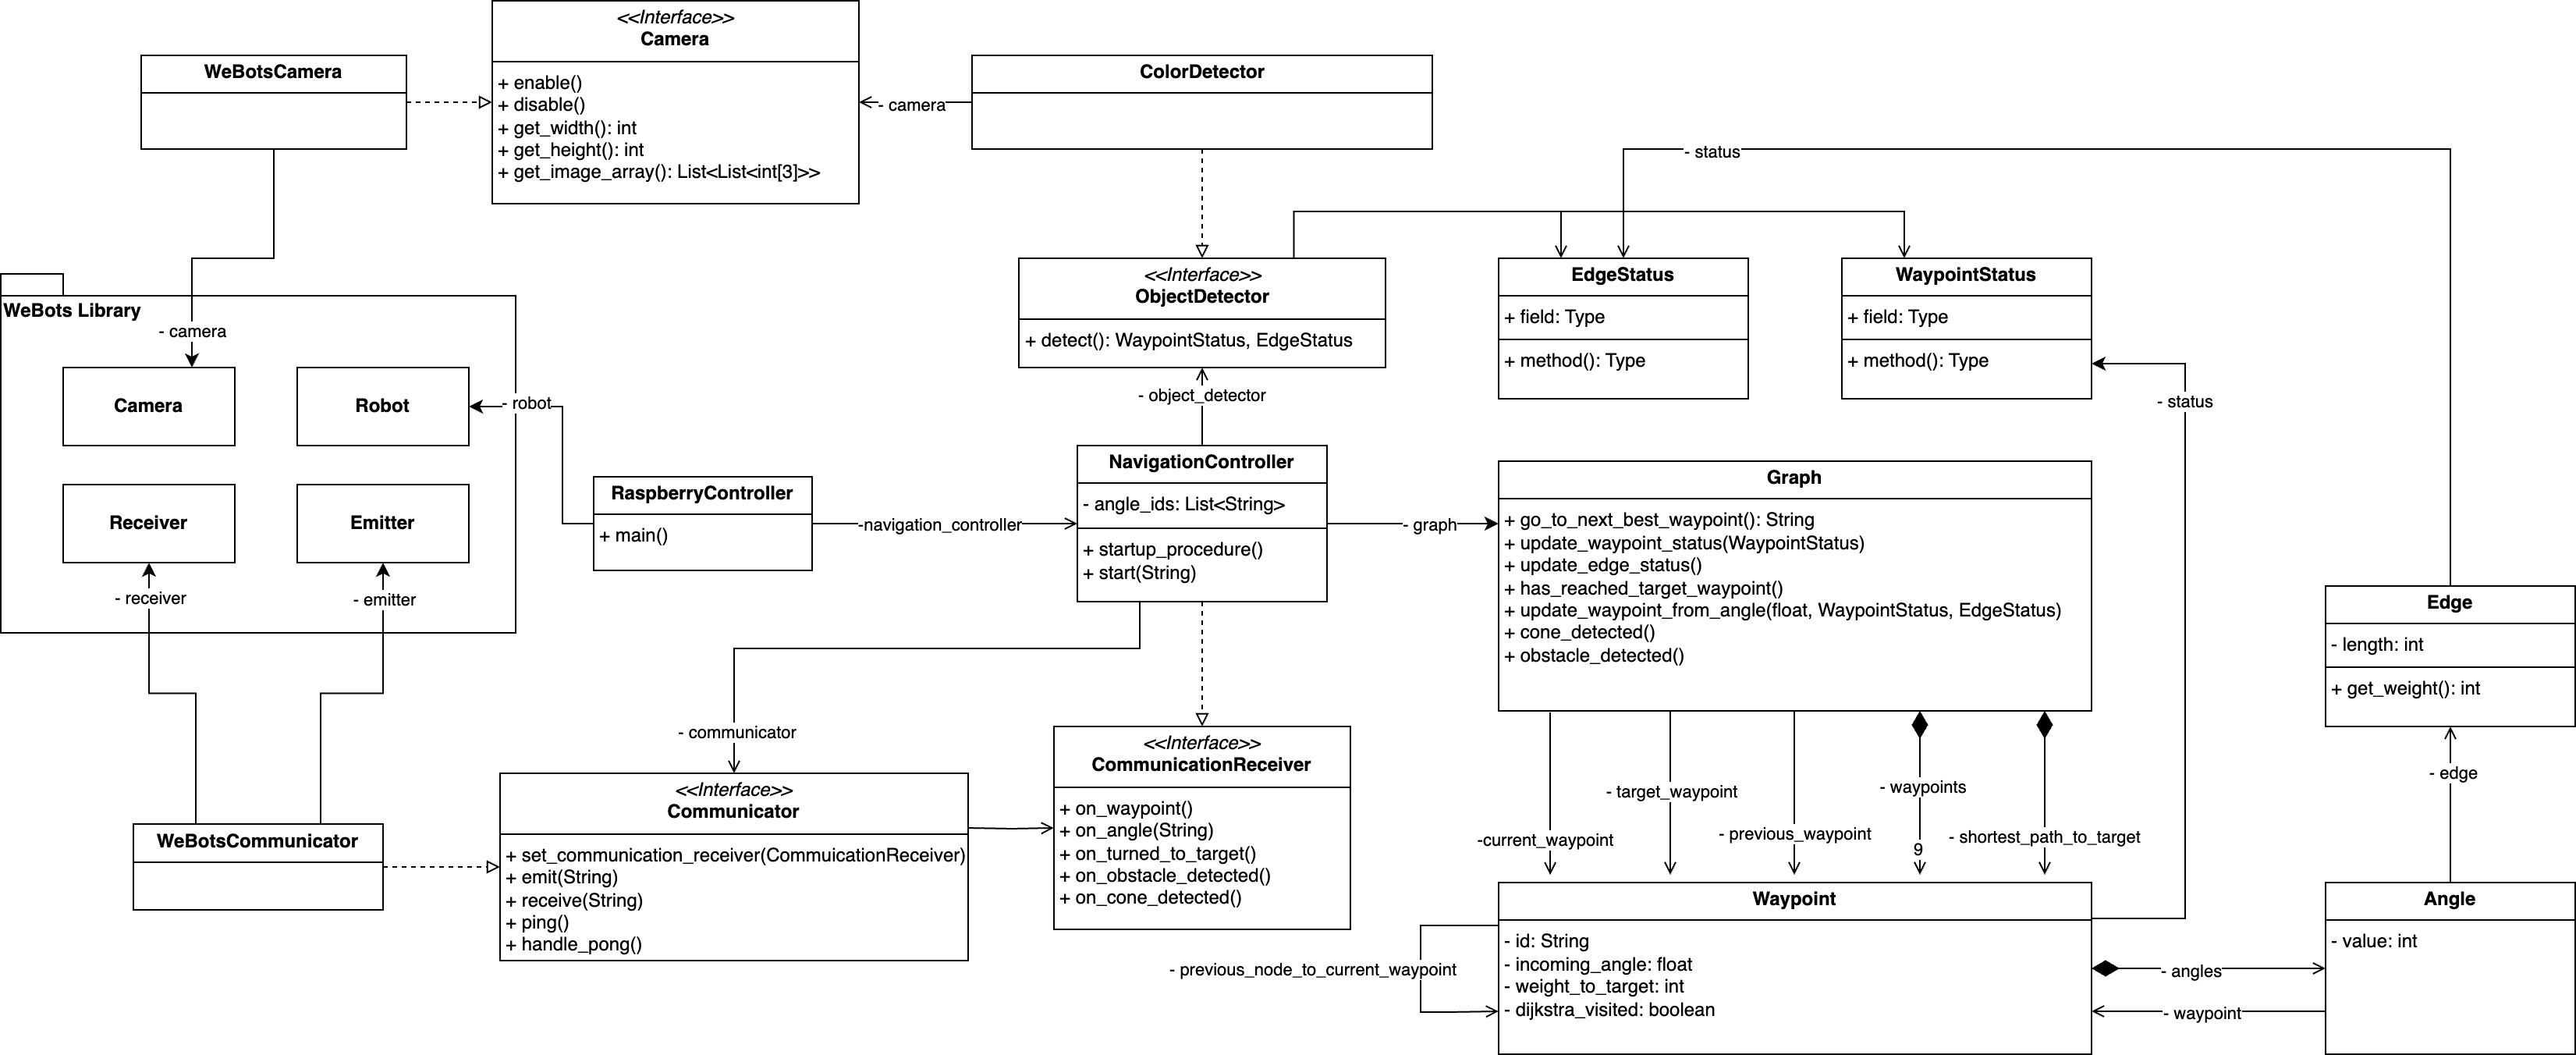 <<Interface>>
Camera
+ enable()
+ disable()
+ get_width(): int
+ get_height(): int
+ get_image_array(): List<List<int[3]>>
WeBotsCamera
ColorDetector
- camera
- status
<<Interface>>
ObjectDetector
+ detect(): WaypointStatus, EdgeStatus
EdgeStatus
+ field: Type
+ method(): Type
WaypointStatus
+ field: Type
+ method(): Type
WeBots Library
- camera
Camera
Robot
Receiver
Emitter
- robot
- receiver
- emitter
- object_detector
- status
RaspberryController
+ main()
-navigation_controller
NavigationController
- angle_ids: List<String>
+ startup_procedure()
+ start(String)
- graph
Graph
+ go_to_next_best_waypoint(): String
+ update_waypoint_status(WaypointStatus)
+ update_edge_status()
+ has_reached_target_waypoint()
+ update_waypoint_from_angle(float, WaypointStatus, EdgeStatus)
+ cone_detected()
+ obstacle_detected()
Edge
- length: int
+ get_weight(): int
- communicator
<<Interface>>
CommunicationReceiver
+ on_waypoint()
+ on_angle(String)
+ on_turned_to_target()
+ on_obstacle_detected()
+ on_cone_detected()
<<Interface>>
Communicator
+ set_communication_receiver(CommuicationReceiver)
+ emit(String)
+ receive(String)
+ ping()
+ handle_pong()
WeBotsCommunicator
-current_waypoint
- target_waypoint
- previous_waypoint
- waypoints
9
- shortest_path_to_target
- edge
Waypoint
- id: String
- incoming_angle: float
- weight_to_target: int
- dijkstra_visited: boolean
- previous_node_to_current_waypoint
- angles
- waypoint
Angle
- value: int